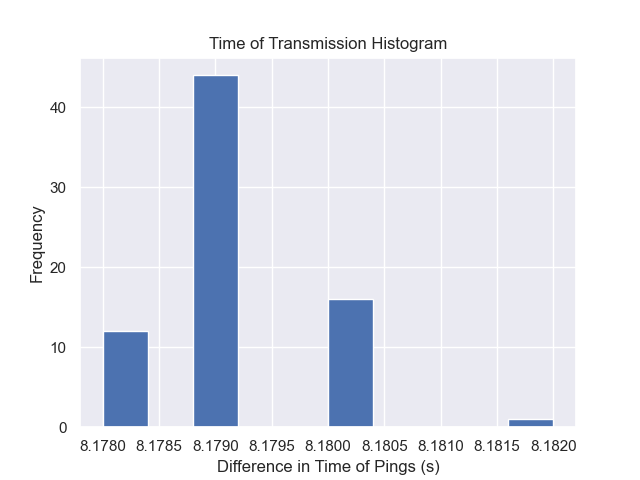 Time of Transmission Histogram
40
30
20
10
0
Frequency
8.1780 8.1785 8.1790 8.1795 8.1800 8.1805 8.1810 8.1815 8.1820
Difference in Time of Pings (s)